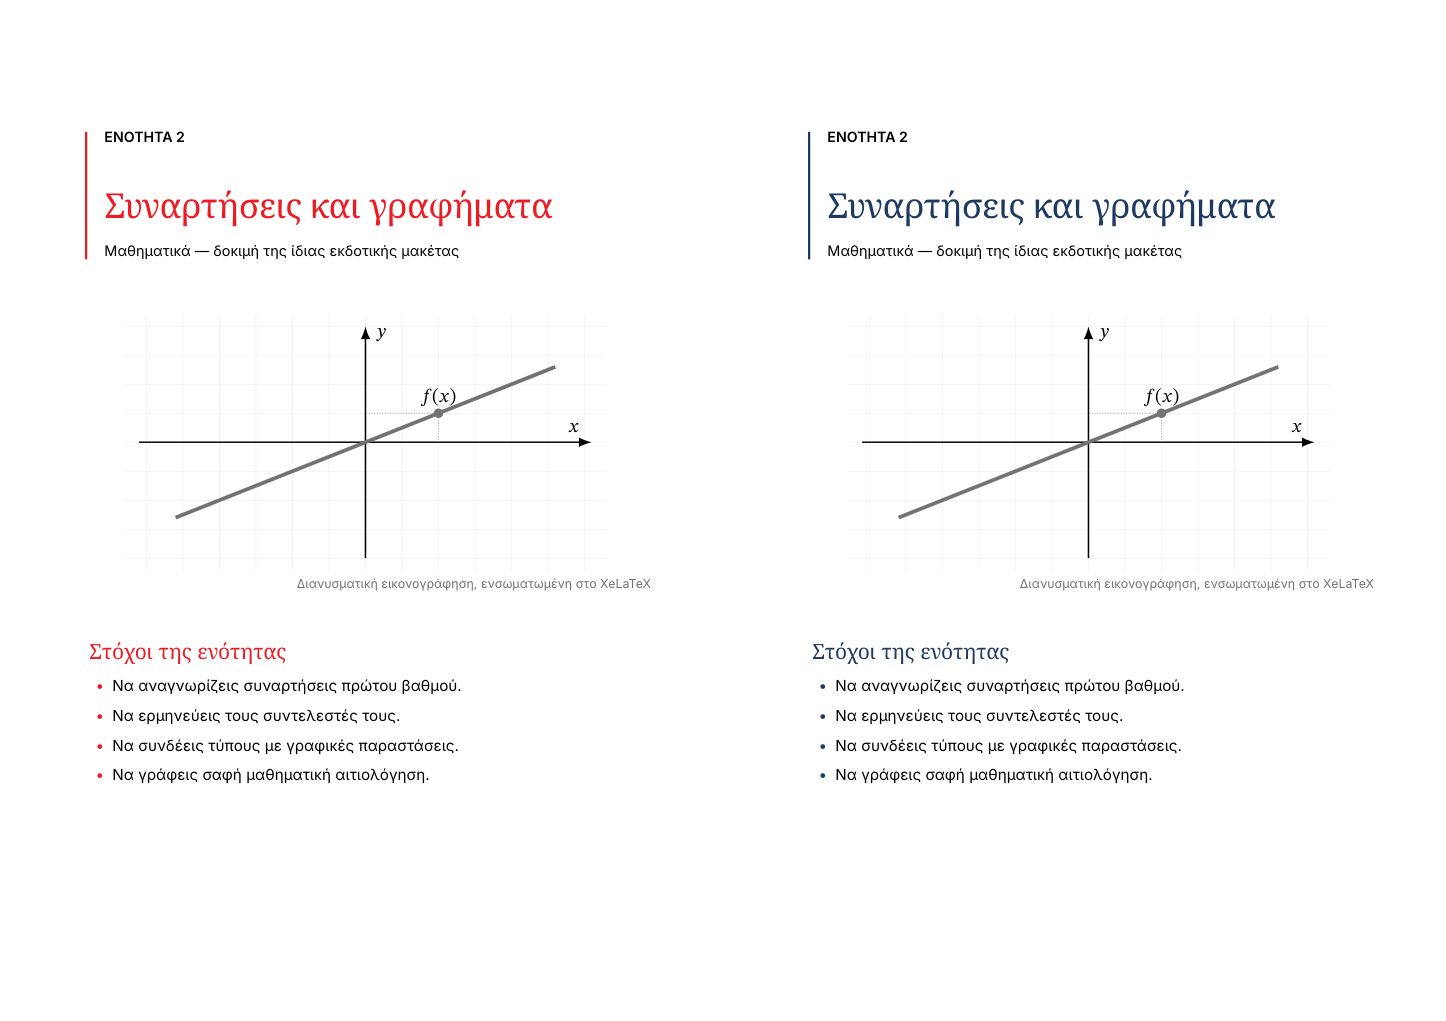 ΕΝΟΤΗΤΑ 2
Συναρτήσεις και γραφήματα
Μαθηματικά — δοκιμή της ίδιας εκδοτικής μακέτας
y
f(x)
x
Διανυσματική εικονογράφηση, ενσωματωμένη στο XeLaTeX
Στόχοι της ενότητας
• Να αναγνωρίζεις συναρτήσεις πρώτου βαθμού.
• Να ερμηνεύεις τους συντελεστές τους.
• Να συνδέεις τύπους με γραφικές παραστάσεις.
• Να γράφεις σαφή μαθηματική αιτιολόγηση.
ΕΝΟΤΗΤΑ 2
Συναρτήσεις και γραφήματα
Μαθηματικά — δοκιμή της ίδιας εκδοτικής μακέτας
y
f(x)
x
Διανυσματική εικονογράφηση, ενσωματωμένη στο XeLaTeX
Στόχοι της ενότητας
• Να αναγνωρίζεις συναρτήσεις πρώτου βαθμού.
• Να ερμηνεύεις τους συντελεστές τους.
• Να συνδέεις τύπους με γραφικές παραστάσεις.
• Να γράφεις σαφή μαθηματική αιτιολόγηση.